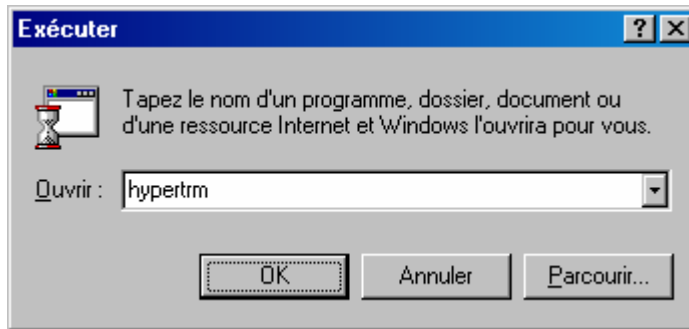 Exécuter
Tapez le nom d'un programme, dossier, document ou
d'une ressource Internet et Windows l'ouvrira pour vous.
Ouvrir : hypertrm
OK Annuler Parcourir...